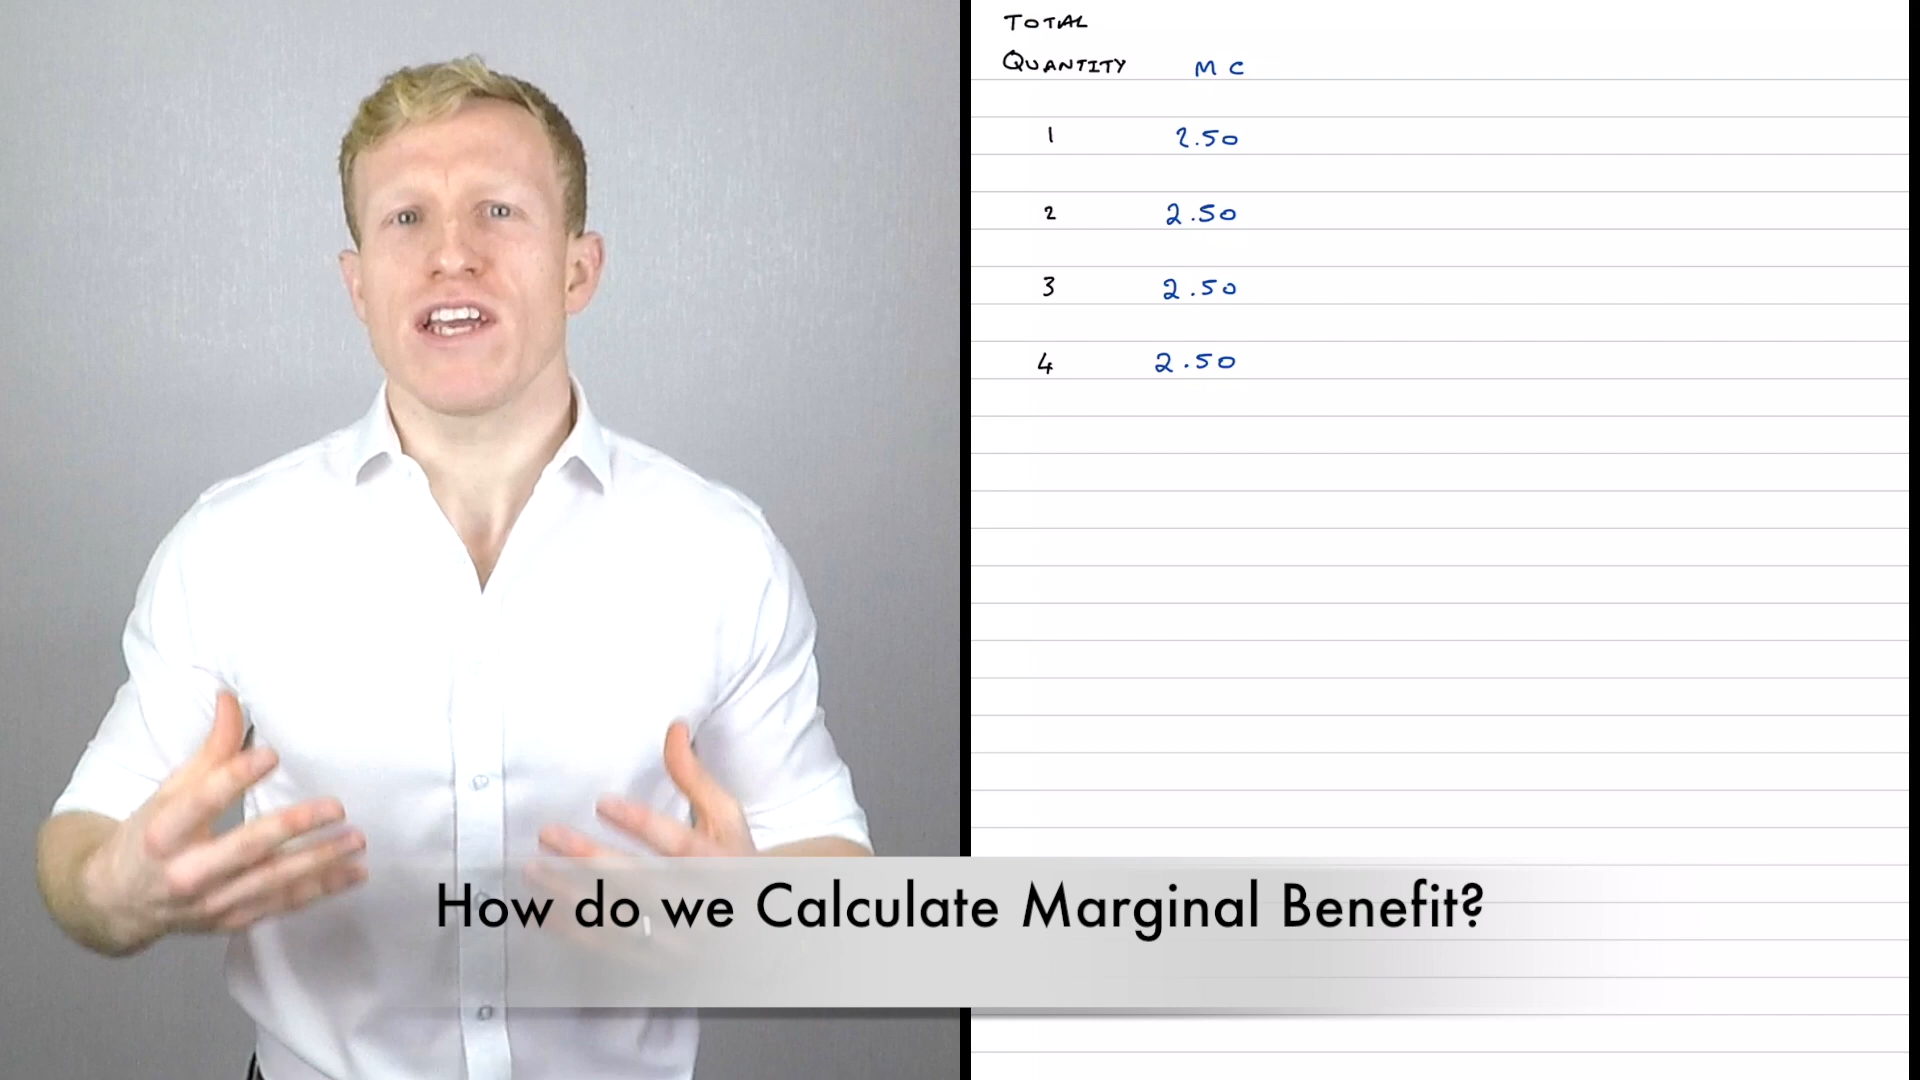 TOTAL
QUANTITY MC
1 2.50
2 2.50
3 2.50
4 2.50
How do we Calculate Marginal Benefit?